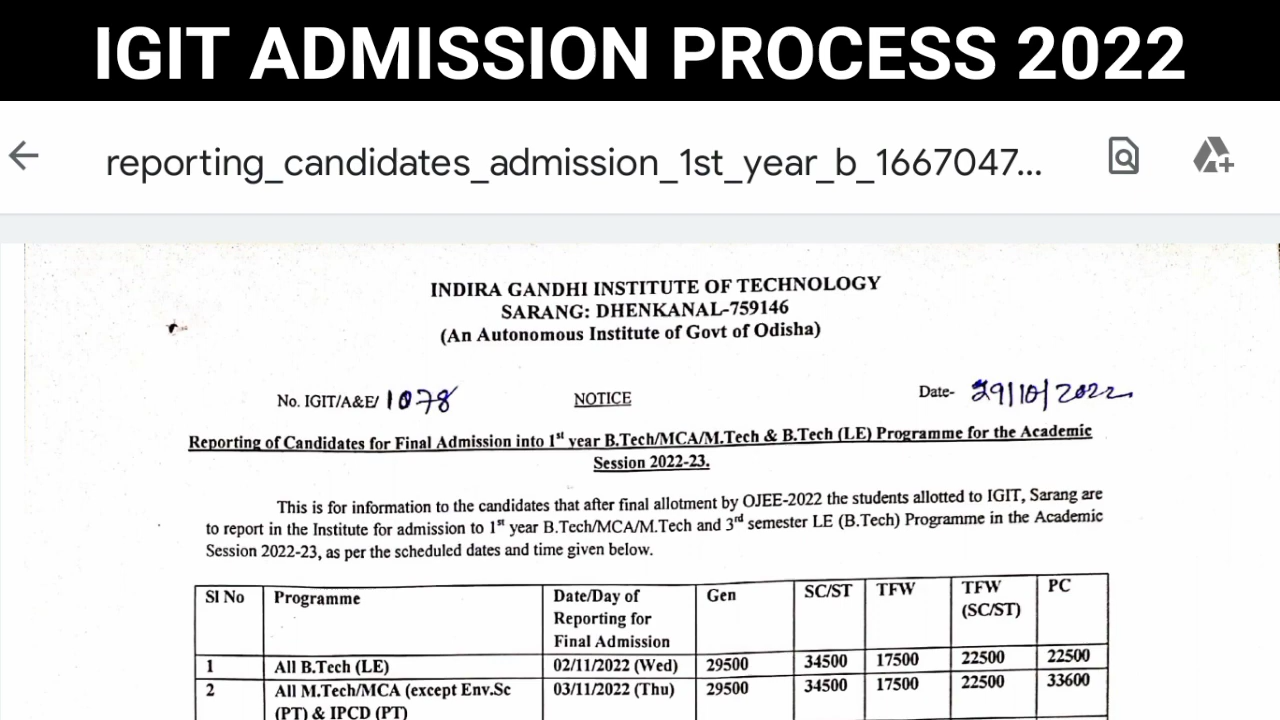 IGIT ADMISSION PROCESS 2022
reporting_candidates_admission_1st_year_b_1667047...
INDIRA GANDHI INSTITUTE OF TECHNOLOGY
SARANG: DHENKANAL-759146
(An Autonomous Institute of Govt of Odisha)
No. IGIT/A&E/ 1078 NOTICE Date- 29/10/2022
Reporting of Candidates for Final Admission into 1st year B.Tech/MCA/M.Tech & B.Tech (LE) Programme for the Academic
Session 2022-23.
This is for information to the candidates that after final allotment by OJEE-2022 the students allotted to IGIT, Sarang are
to report in the Institute for admission to 1st year B.Tech/MCA/M.Tech and 3rd semester LE (B.Tech) Programme in the Academic
Session 2022-23, as per the scheduled dates and time given below.
Sl No Programme Date/Day of Gen SC/ST TFW TFW PC
Reporting for (SC/ST)
Final Admission
1 All B.Tech (LE) 02/11/2022 (Wed) 29500 34500 17500 22500 22500
2 All M.Tech/MCA (except Env.Sc 03/11/2022 (Thu) 29500 34500 17500 22500 33600
(PT) & IPCD (PT)